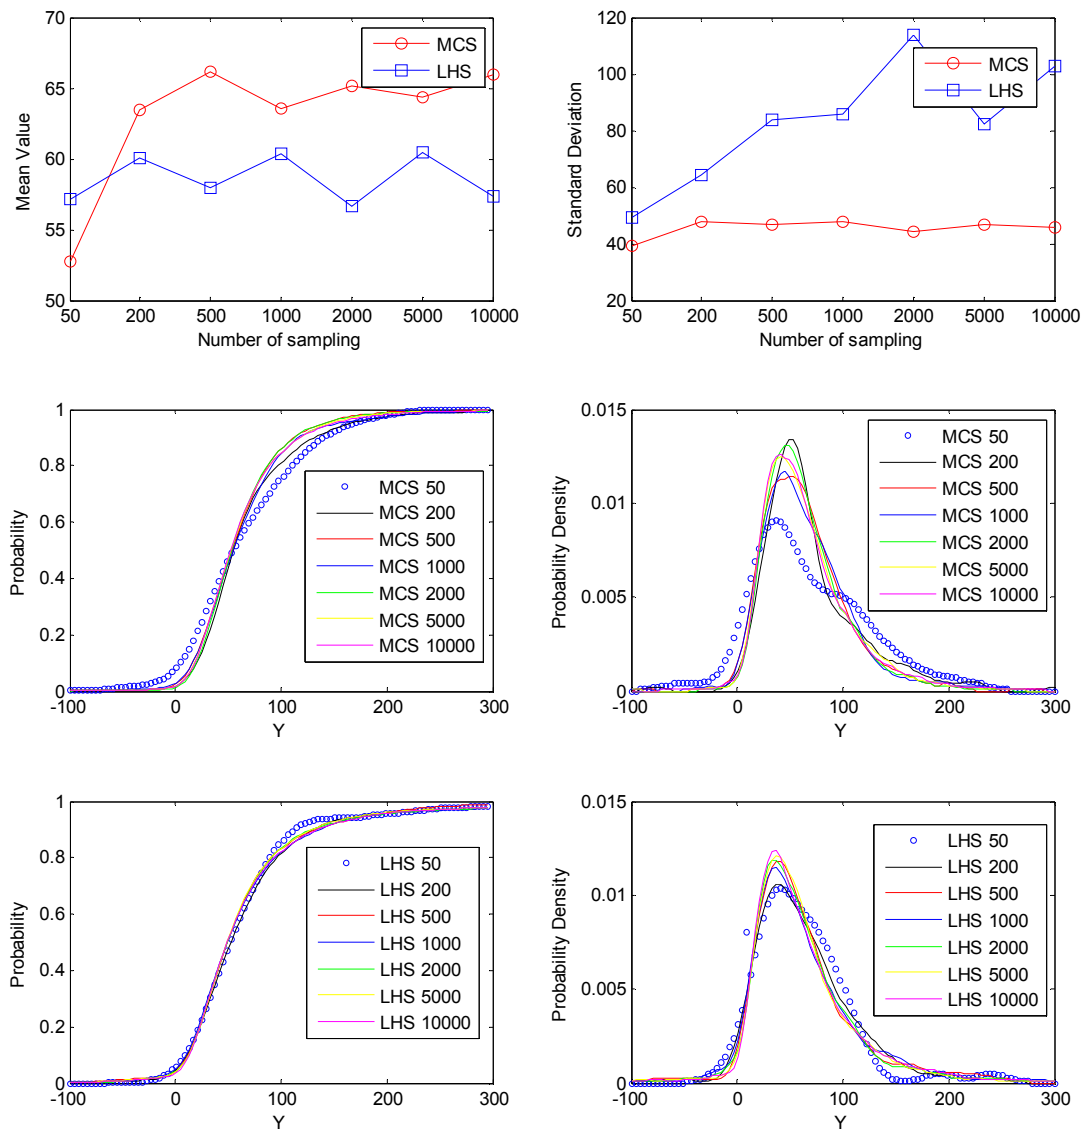 70
65
60
55
50
Mean Value
50 200 500 1000 2000 5000 10000
Number of sampling
MCS
LHS
120
100
80
60
40
20
Standard Deviation
50 200 500 1000 2000 5000 10000
Number of sampling
MCS
LHS
1
0.8
0.6
0.4
0.2
0
Probability
-100 0 100 200 300
Y
MCS 50
MCS 200
MCS 500
MCS 1000
MCS 2000
MCS 5000
MCS 10000
0.015
0.01
0.005
0
Probability Density
-100 0 100 200 300
Y
MCS 50
MCS 200
MCS 500
MCS 1000
MCS 2000
MCS 5000
MCS 10000
1
0.8
0.6
0.4
0.2
0
Probability
-100 0 100 200 300
Y
LHS 50
LHS 200
LHS 500
LHS 1000
LHS 2000
LHS 5000
LHS 10000
0.015
0.01
0.005
0
Probability Density
-100 0 100 200 300
Y
LHS 50
LHS 200
LHS 500
LHS 1000
LHS 2000
LHS 5000
LHS 10000